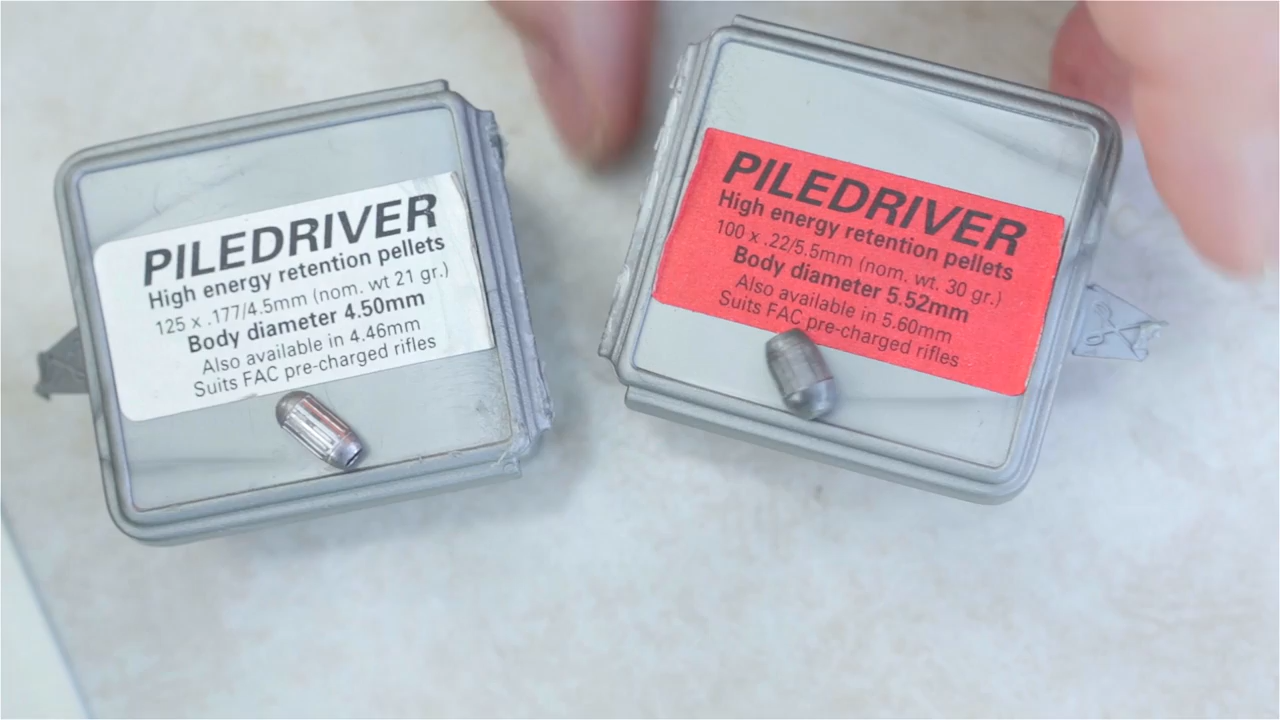 PILEDRIVER
High energy retention pellets
125 x .177/4.5mm (nom. wt 21 gr.)
Body diameter 4.50mm
Also available in 4.46mm
Suits FAC pre-charged rifles
PILEDRIVER
High energy retention pellets
100 x .22/5.5mm (nom. wt. 30 gr.)
Body diameter 5.52mm
Also available in 5.60mm
Suits FAC pre-charged rifles